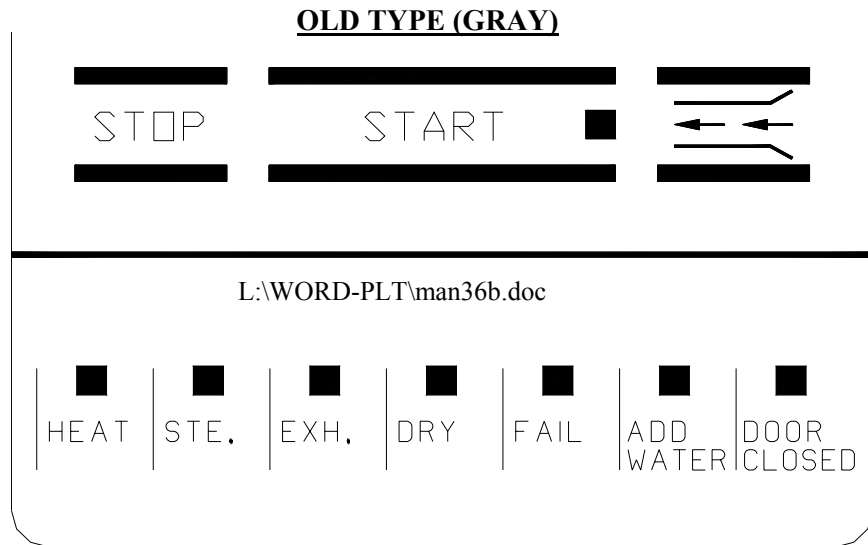 OLD TYPE (GRAY)
STOP START
L:\WORD-PLT\man36b.doc
HEAT STE. EXH. DRY FAIL ADD WATER DOOR CLOSED